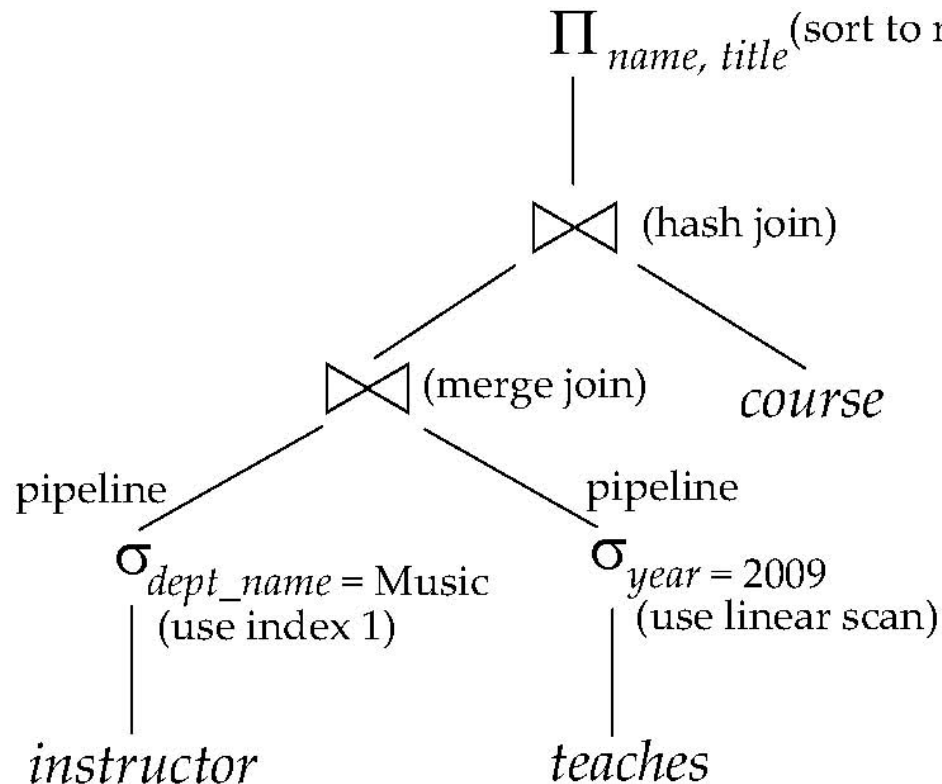 Π name, title (sort to
(hash join)
(merge join)
course
pipeline
pipeline
σ dept_name = Music
(use index 1)
σ year = 2009
(use linear scan)
instructor
teaches